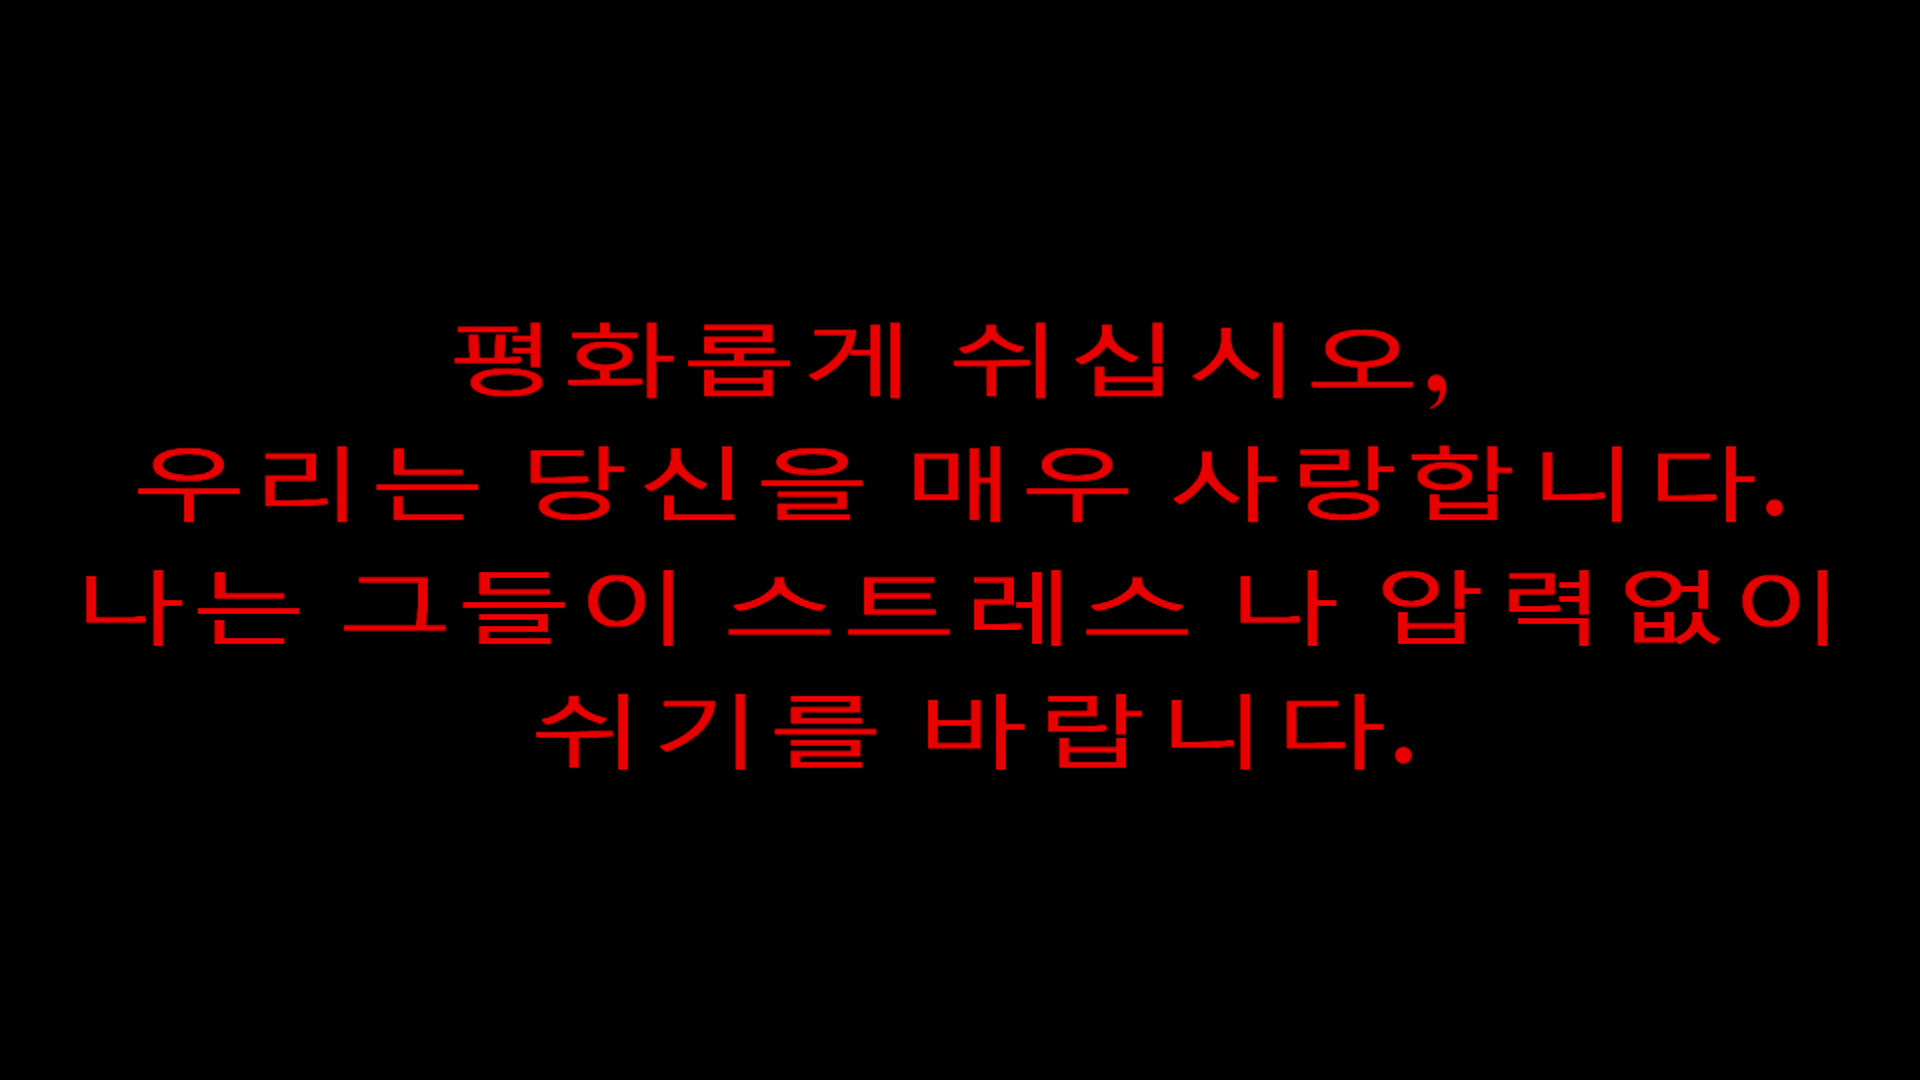 평화롭게 쉬십시오,
우리는 당신을 매우 사랑합니다.
나는 그들이 스트레스 나 압력없이
쉬기를 바랍니다.